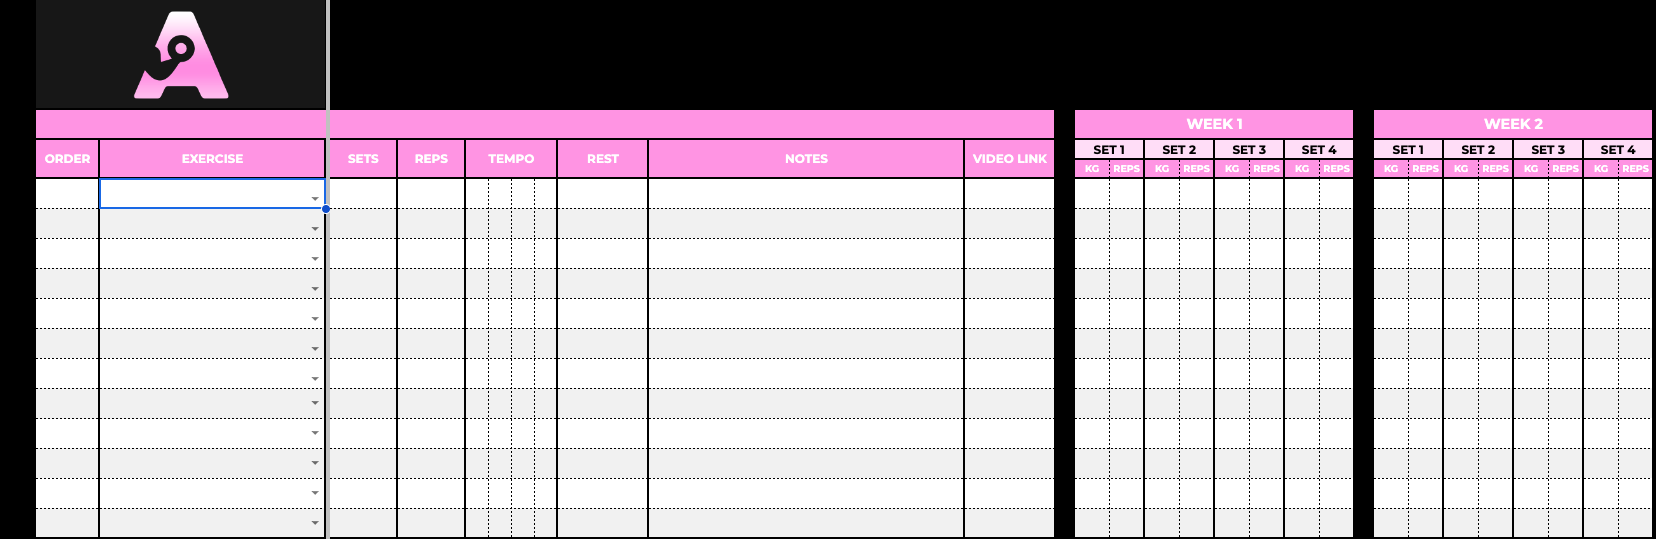 A
WEEK 1 WEEK 2
ORDER EXERCISE SETS REPS TEMPO REST NOTES VIDEO LINK SET 1 SET 2 SET 3 SET 4 SET 1 SET 2 SET 3 SET 4
KG REPS KG REPS KG REPS KG REPS KG REPS KG REPS KG REPS KG REPS